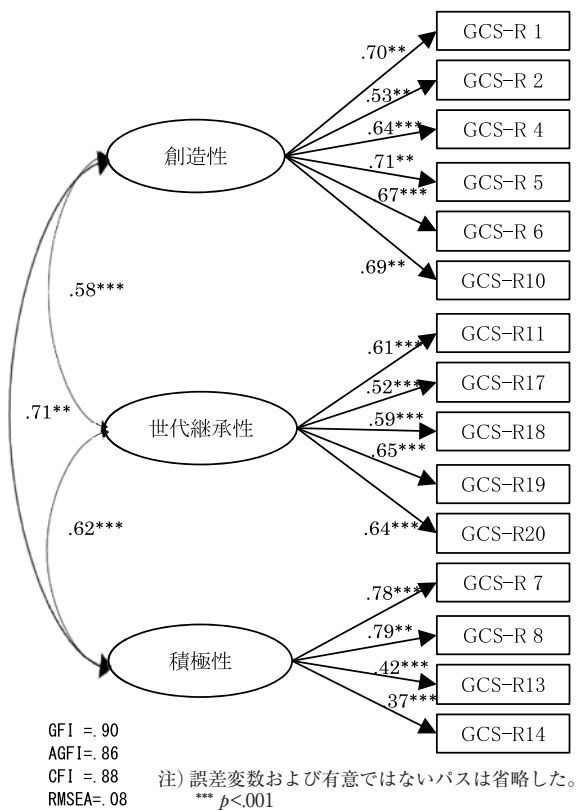 GCS-R 1
.70**
GCS-R 2
.53**
.64***
GCS-R 4
創造性
.71**
GCS-R 5
.67***
GCS-R 6
.69**
GCS-R10
.58***
GCS-R11
.61***
.52***
GCS-R17
.71**
世代継承性
.59***
GCS-R18
.65***
GCS-R19
.62***
.64***
GCS-R20
GCS-R 7
.78***
.79**
GCS-R 8
積極性
.42***
GCS-R13
.37***
GCS-R14
GFI =.90
AGFI=.86
CFI =.88
RMSEA=.08
注) 誤差変数および有意ではないパスは省略した。
*** p<.001